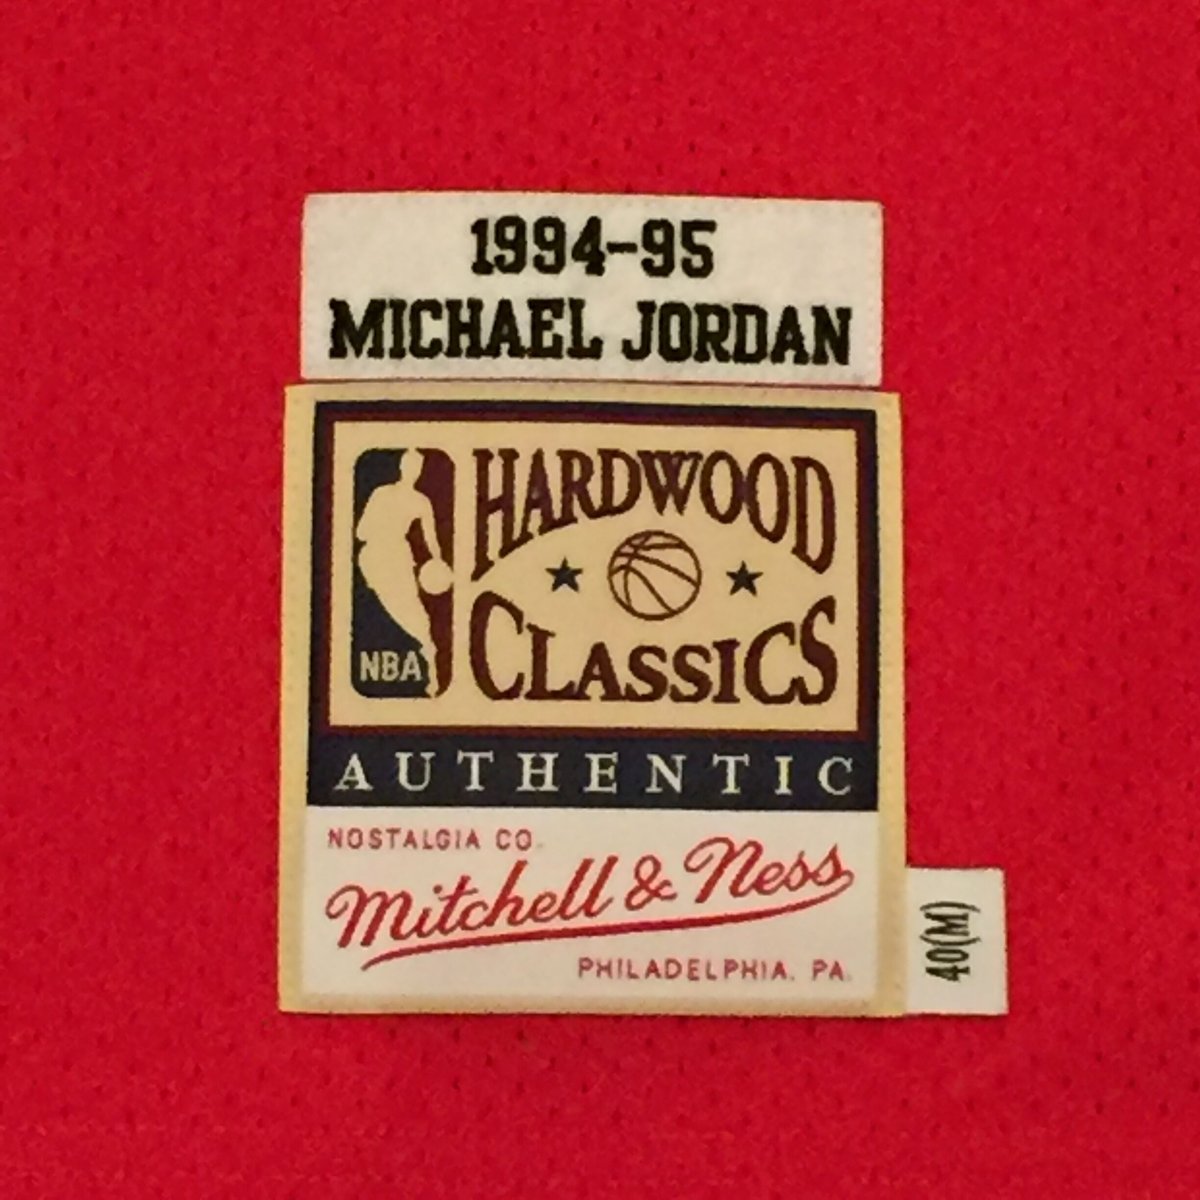 1994-95
MICHAEL JORDAN
HARDWOOD
CLASSICS
NBA
AUTHENTIC
NOSTALGIA CO.
Mitchell & Ness
PHILADELPHIA. PA.
40(M)